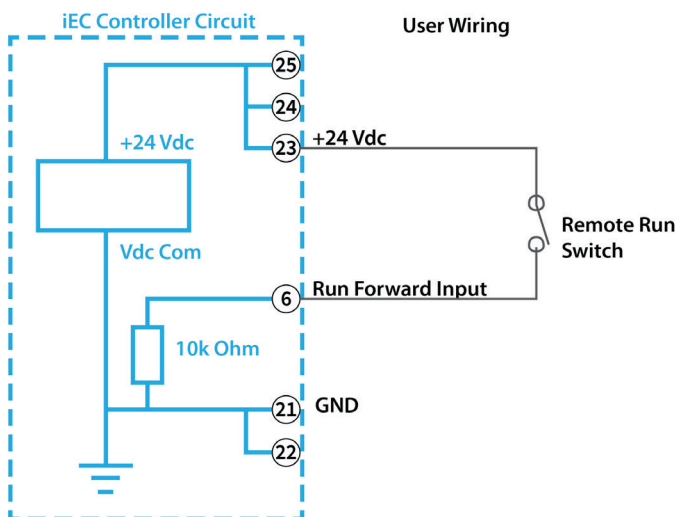 iEC Controller Circuit
User Wiring
25
24
+24 Vdc
23
+24 Vdc
Remote Run
Switch
Vdc Com
6
Run Forward Input
10k Ohm
21
GND
22